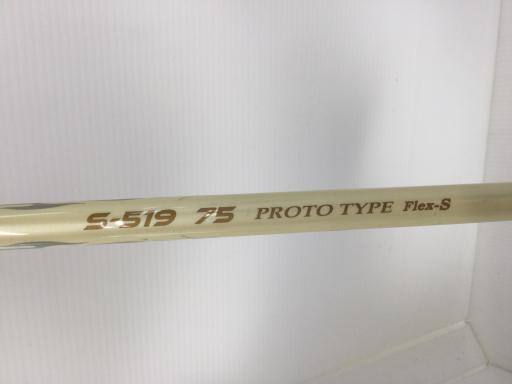 S-519 75 PROTO TYPE Flex-S